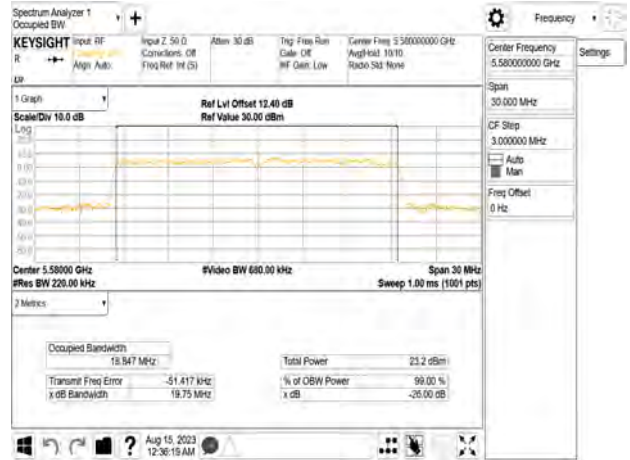 Spectrum Analyzer 1
Occupied BW
Frequency
KEYSIGHT
R
Input: RF
Align: Auto
Input Z: 50 Ω
Corrections: Off
Freq Ref: Int (S)
Atten: 30 dB
Trig: Free Run
Gate: Off
#IF Gain: Low
Center Freq: 5.580000000 GHz
Avg|Hold: 10/10
Radio Std: None
Center Frequency
5.580000000 GHz
Settings
Span
30.000 MHz
CF Step
3.000000 MHz
Auto
Man
Freq Offset
0 Hz
1 Graph
Scale/Div 10.0 dB
Ref Lvl Offset 12.40 dB
Ref Value 30.00 dBm
Log
Center 5.58000 GHz
#Res BW 220.00 kHz
#Video BW 680.00 kHz
Span 30 MHz
Sweep 1.00 ms (1001 pts)
2 Metrics
Occupied Bandwidth
18.847 MHz
Total Power
23.2 dBm
Transmit Freq Error
-51.417 kHz
% of OBW Power
99.00 %
x dB Bandwidth
19.75 MHz
x dB
-26.00 dB
?
Aug 15, 2023
12:36:19 AM